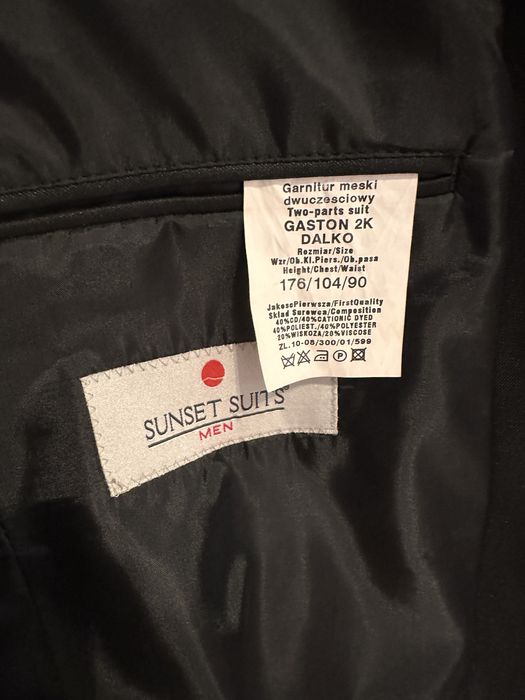 Garnitur meski
dwuczesciowy
Two-parts suit
GASTON 2K
DALKO
Rozmiar/Size
Wzr/Ob.Kl.Piers./Ob.pasa
Height/Chest/Waist
176/104/90
JakoscPierwsza/FirstQuality
Sklad Surowca/Composition
40%CD/40%CATIONIC DYED
40%POLIEST./40%POLYESTER
20%WISKOZA/20%VISCOSE
ZL.10-08/300/01/599
P
SUNSET SUITS
MEN